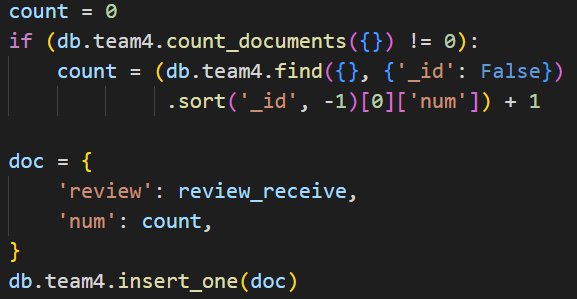 count = 0
if (db.team4.count_documents({}) != 0):
    count = (db.team4.find({}, {'_id': False})
             .sort('_id', -1)[0]['num']) + 1

doc = {
    'review': review_receive,
    'num': count,
}
db.team4.insert_one(doc)